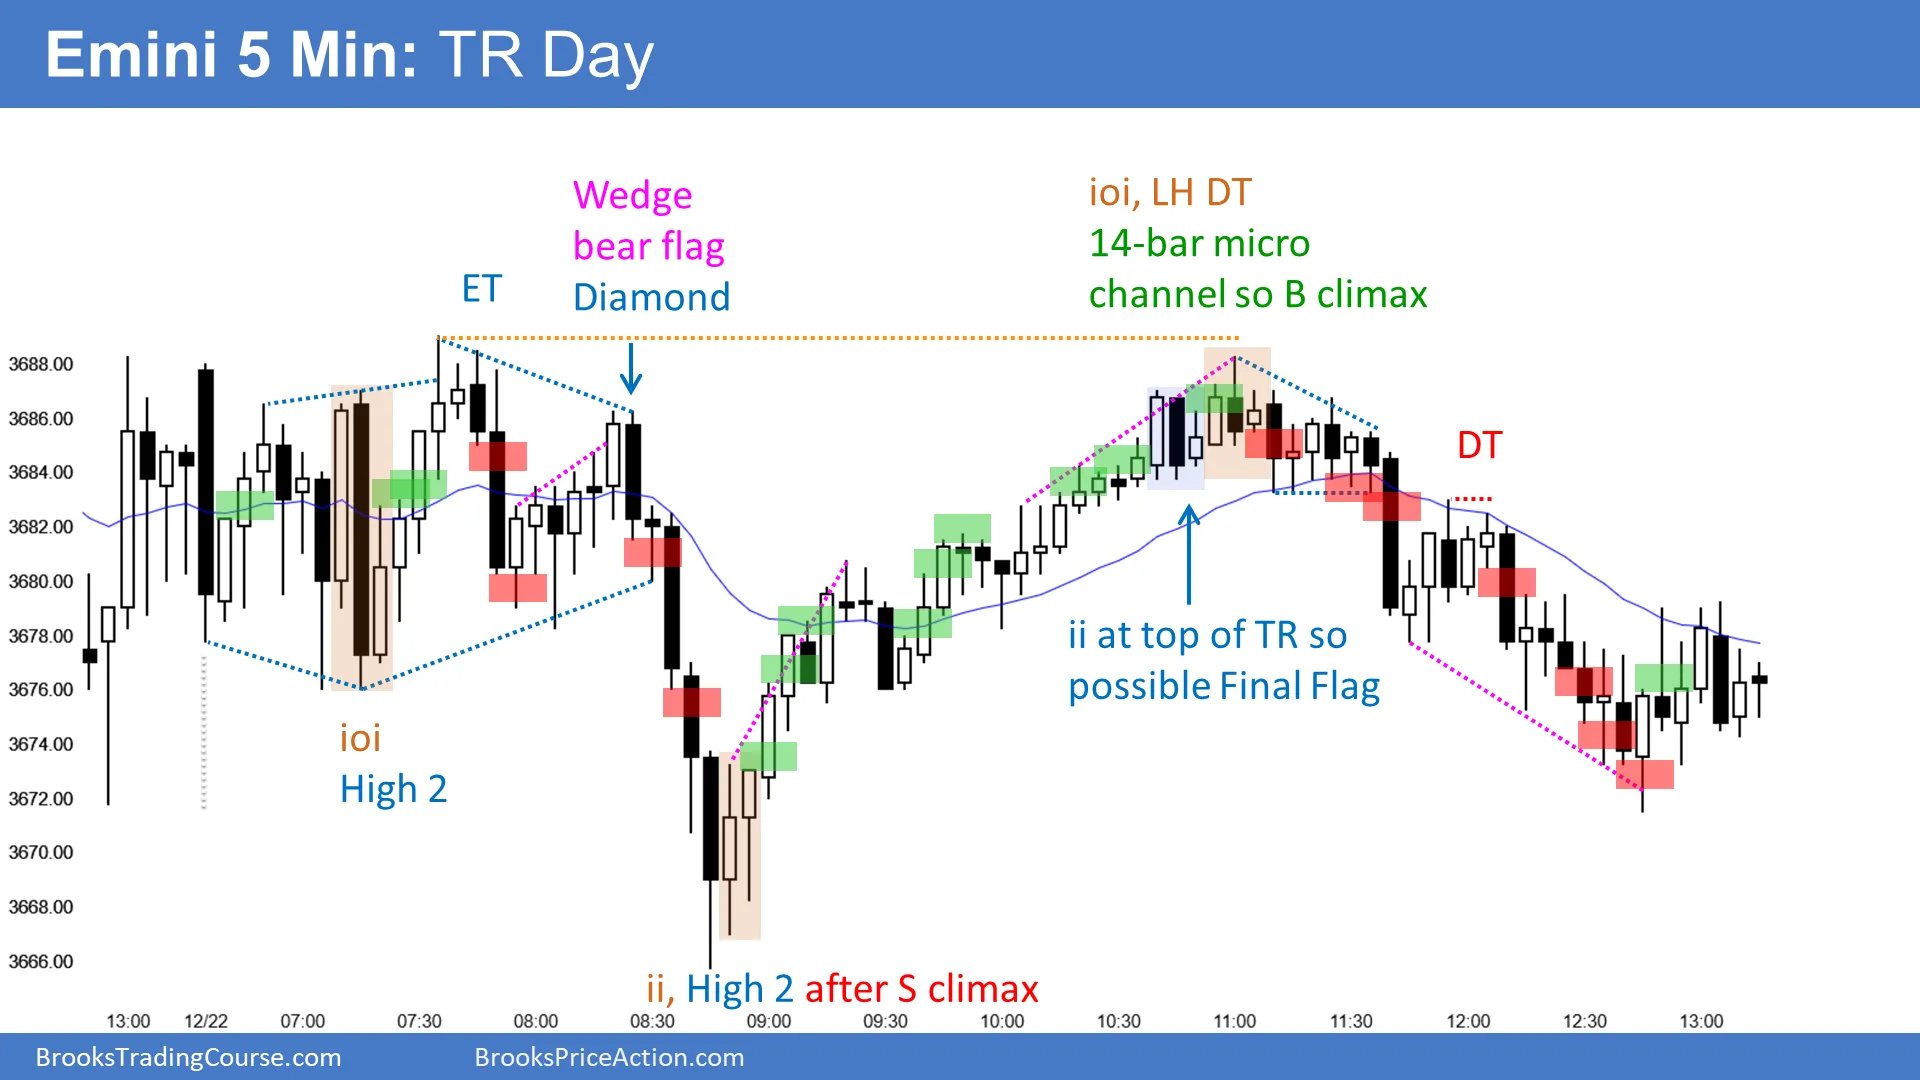 Emini 5 Min: TR Day
Wedge
bear flag
Diamond
ET
ioi, LH DT
14-bar micro
channel so B climax
DT
3688.00
3686.00
3684.00
3682.00
3680.00
3678.00
3676.00
3674.00
3672.00
3670.00
3668.00
3666.00
ii at top of TR so
possible Final Flag
ioi
High 2
ii, High 2 after S climax
13:00 12/22 07:00 07:30 08:00 08:30 09:00 09:30 10:00 10:30 11:00 11:30 12:00 12:30 13:00
BrooksTradingCourse.com BrooksPriceAction.com